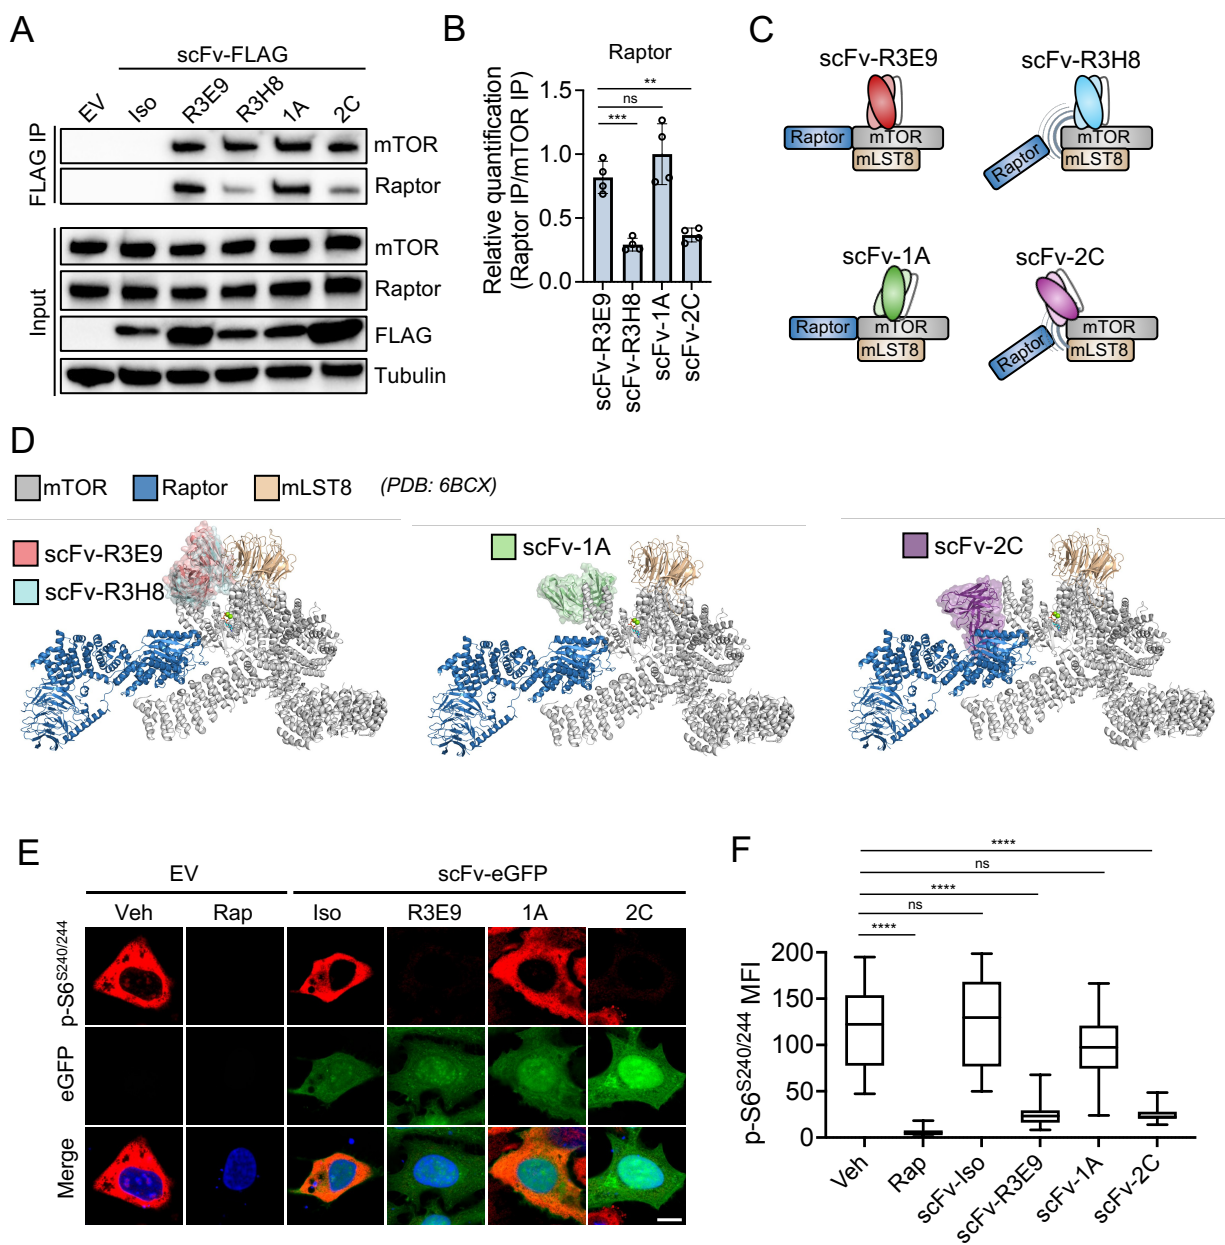 A
scFv-FLAG
EV
Iso
R3E9
R3H8
1A
2C
FLAG IP
mTOR
Raptor
Input
mTOR
Raptor
FLAG
Tubulin
B
Raptor
Relative quantification
(Raptor IP/mTOR IP)
**
ns
***
1.5
1.0
0.5
0.0
scFv-R3E9
scFv-R3H8
scFv-1A
scFv-2C
C
scFv-R3E9
Raptor
mTOR
mLST8
scFv-R3H8
Raptor
mTOR
mLST8
scFv-1A
Raptor
mTOR
mLST8
scFv-2C
Raptor
mTOR
mLST8
D
mTOR
Raptor
mLST8
(PDB: 6BCX)
scFv-R3E9
scFv-R3H8
scFv-1A
scFv-2C
E
EV
scFv-eGFP
Veh
Rap
Iso
R3E9
1A
2C
p-S6S240/244
eGFP
Merge
F
****
ns
****
ns
****
p-S6S240/244 MFI
200
150
100
50
0
Veh
Rap
scFv-Iso
scFv-R3E9
scFv-1A
scFv-2C